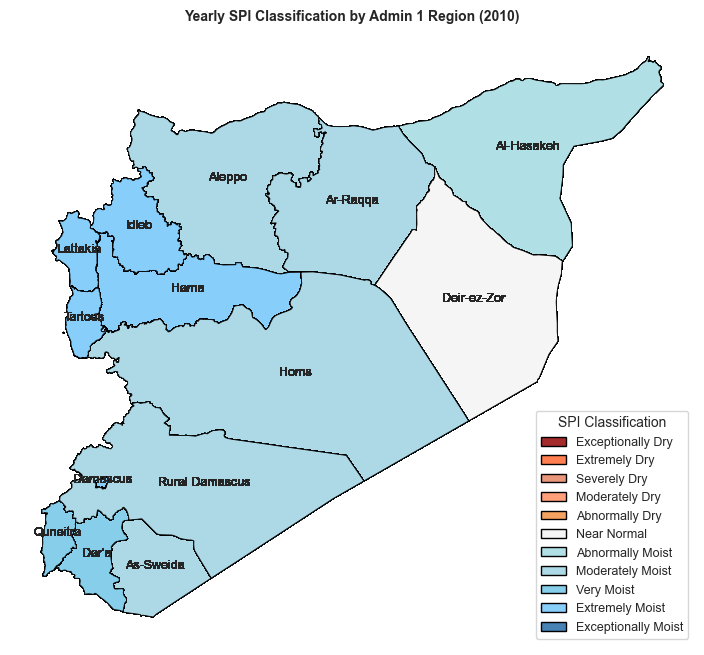 Yearly SPI Classification by Admin 1 Region (2010)
Al-Hasakeh
Aleppo
Ar-Raqqa
Idleb
Lattakia
Hama
Deir-ez-Zor
Tartous
Homs
Damascus
Rural Damascus
Quneitra
Dar'a
As-Sweida
SPI Classification
Exceptionally Dry
Extremely Dry
Severely Dry
Moderately Dry
Abnormally Dry
Near Normal
Abnormally Moist
Moderately Moist
Very Moist
Extremely Moist
Exceptionally Moist